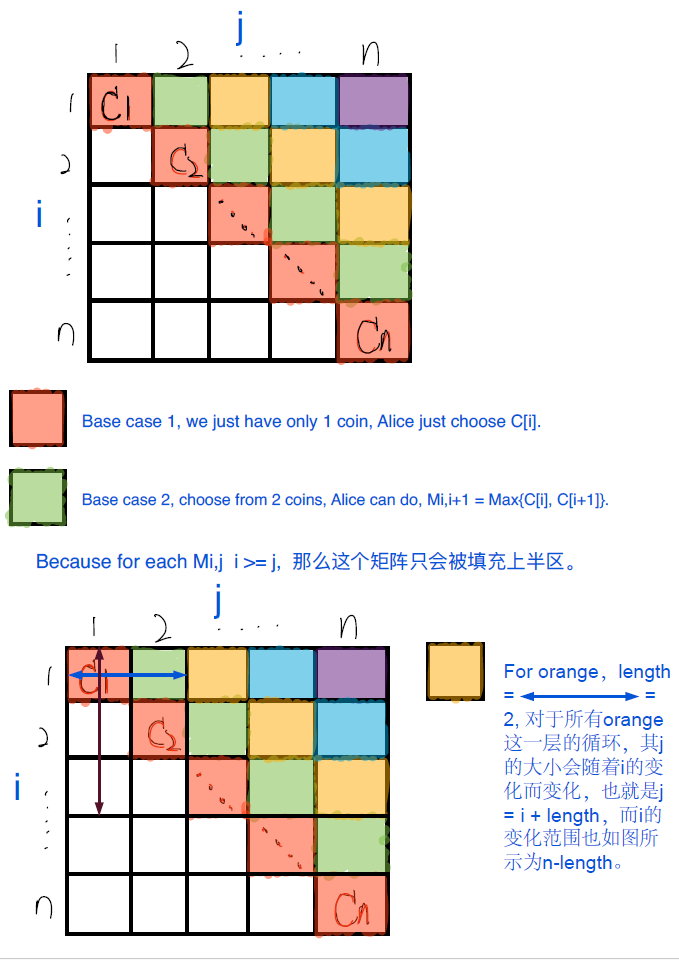 j
1 2 .... n
1 C1
2 C2
i
n Cn
Base case 1, we just have only 1 coin, Alice just choose C[i].
Base case 2, choose from 2 coins, Alice can do, Mi,i+1 = Max{C[i], C[i+1]}.
Because for each Mi,j i >= j, 那么这个矩阵只会被填充上半区。
j
1 2 .... n
1 C1
2 C2
i
n Cn
For orange，length
= =
2, 对于所有orange
这一层的循环，其j
的大小会随着i的变
化而变化，也就是j
= i + length，而i的
变化范围也如图所
示为n-length。